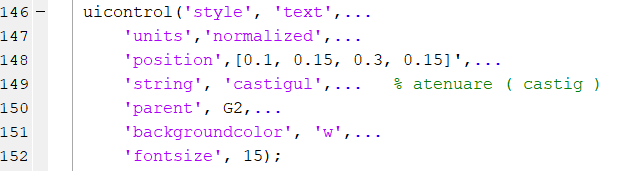 146 − uicontrol('style', 'text',...
147 'units','normalized',...
148 'position',[0.1, 0.15, 0.3, 0.15]',...
149 'string', 'castigul',... % atenuare ( castig )
150 'parent', G2,...
151 'backgroundcolor', 'w',...
152 'fontsize', 15);